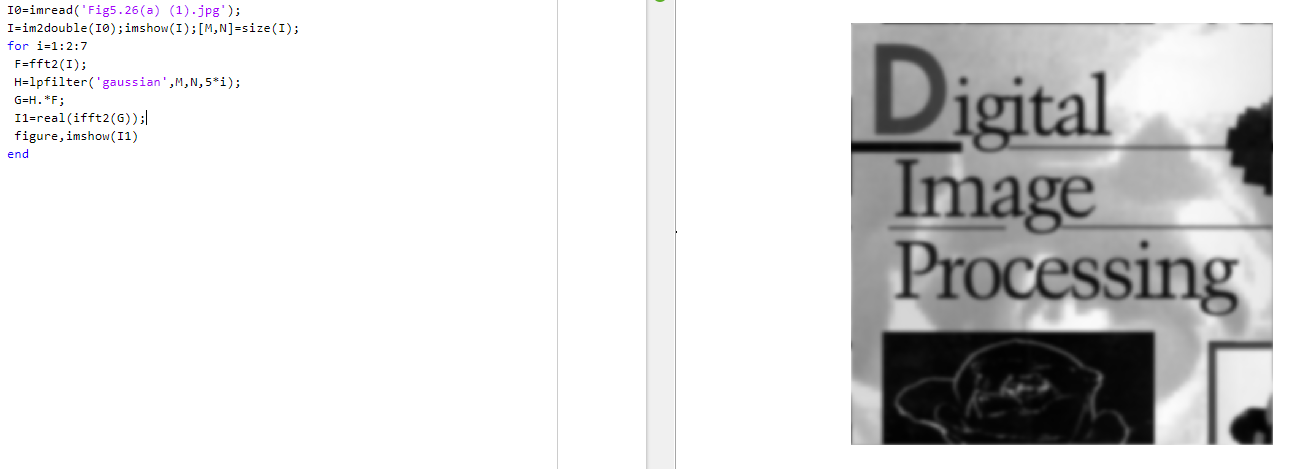 I0=imread('Fig5.26(a) (1).jpg');
I=im2double(I0);imshow(I);[M,N]=size(I);
for i=1:2:7
F=fft2(I);
H=lpfilter('gaussian',M,N,5*i);
G=H.*F;
I1=real(ifft2(G));
figure,imshow(I1)
end
Digital
Image
Processing